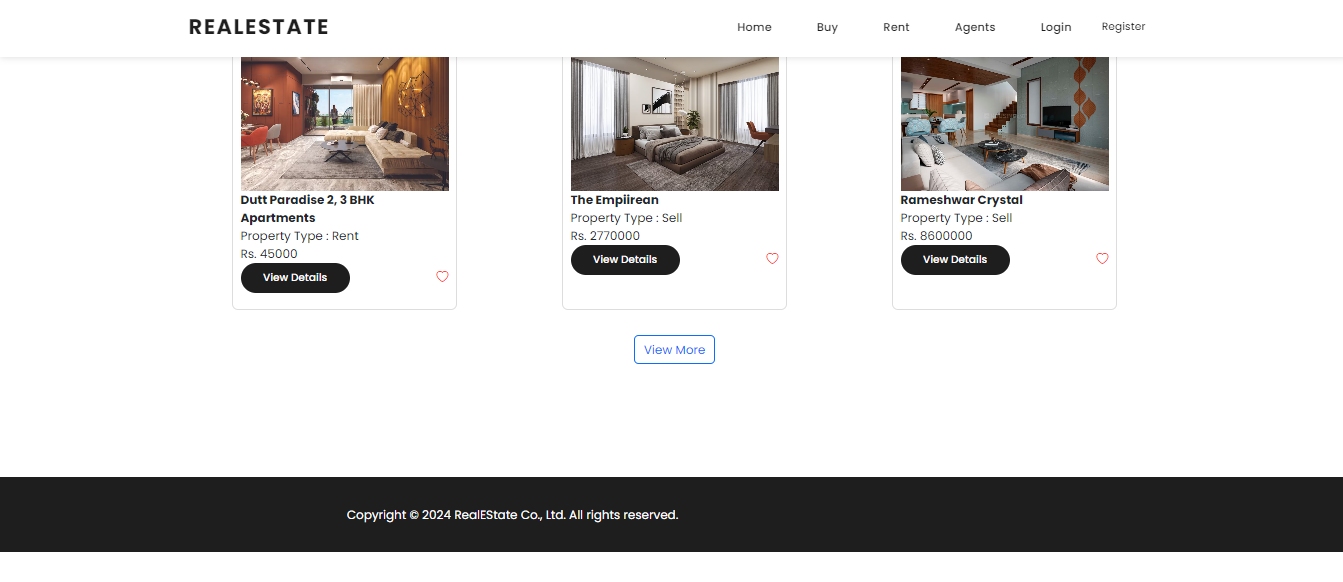 REALESTATE
Home
Buy
Rent
Agents
Login
Register
Dutt Paradise 2, 3 BHK
Apartments
Property Type : Rent
Rs. 45000
View Details
The Empiirean
Property Type : Sell
Rs. 2770000
View Details
Rameshwar Crystal
Property Type : Sell
Rs. 8600000
View Details
View More
Copyright © 2024 RealEState Co., Ltd. All rights reserved.